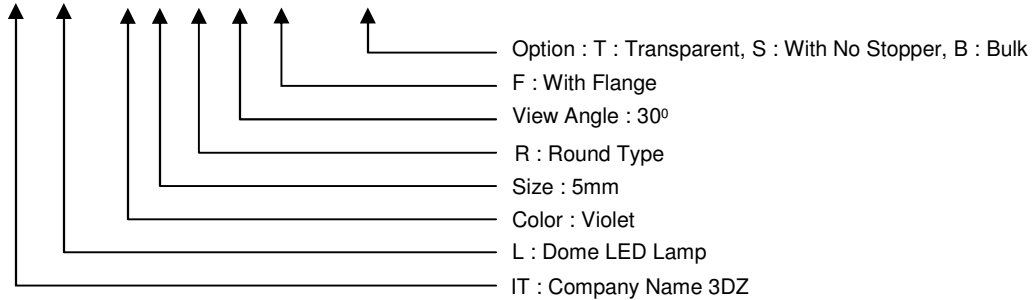 Option : T : Transparent, S : With No Stopper, B : Bulk
F : With Flange
View Angle : 30⁰
R : Round Type
Size : 5mm
Color : Violet
L : Dome LED Lamp
IT : Company Name 3DZ